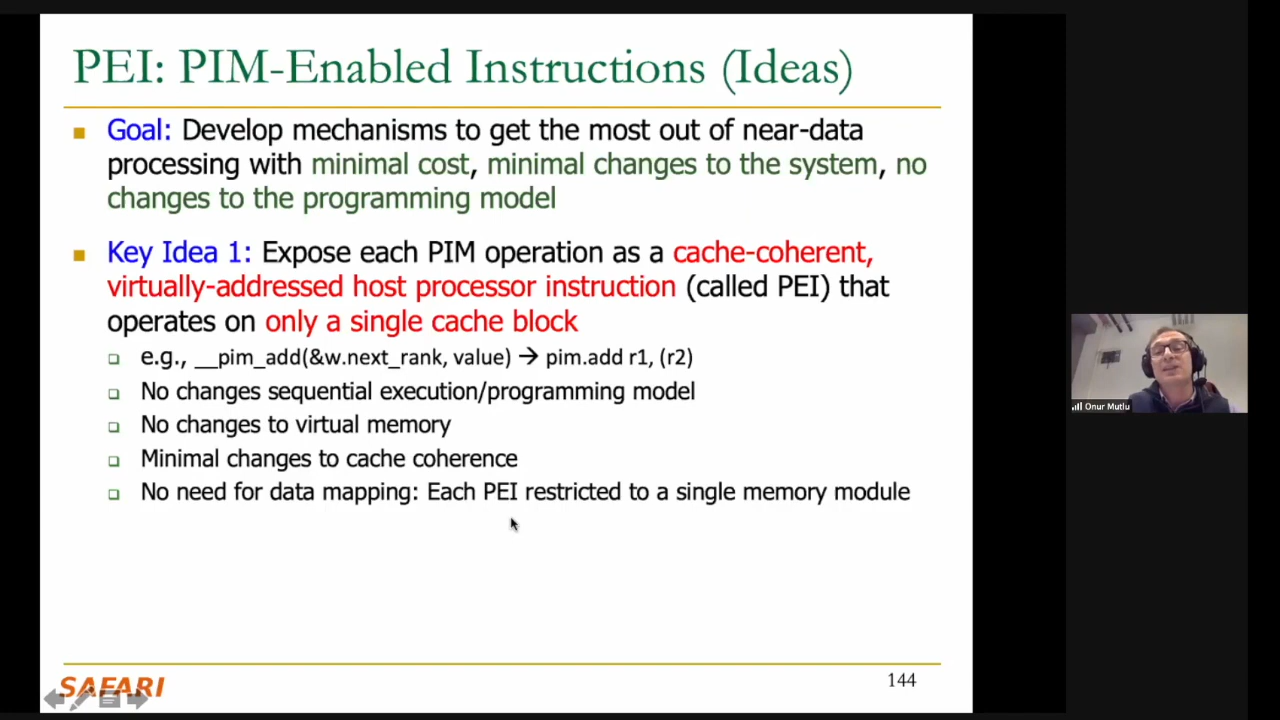 PEI: PIM-Enabled Instructions (Ideas)
Goal: Develop mechanisms to get the most out of near-data
processing with minimal cost, minimal changes to the system, no
changes to the programming model
Key Idea 1: Expose each PIM operation as a cache-coherent,
virtually-addressed host processor instruction (called PEI) that
operates on only a single cache block
e.g., __pim_add(&w.next_rank, value) → pim.add r1, (r2)
No changes sequential execution/programming model
No changes to virtual memory
Minimal changes to cache coherence
No need for data mapping: Each PEI restricted to a single memory module
SAFARI
144
Onur Mutlu